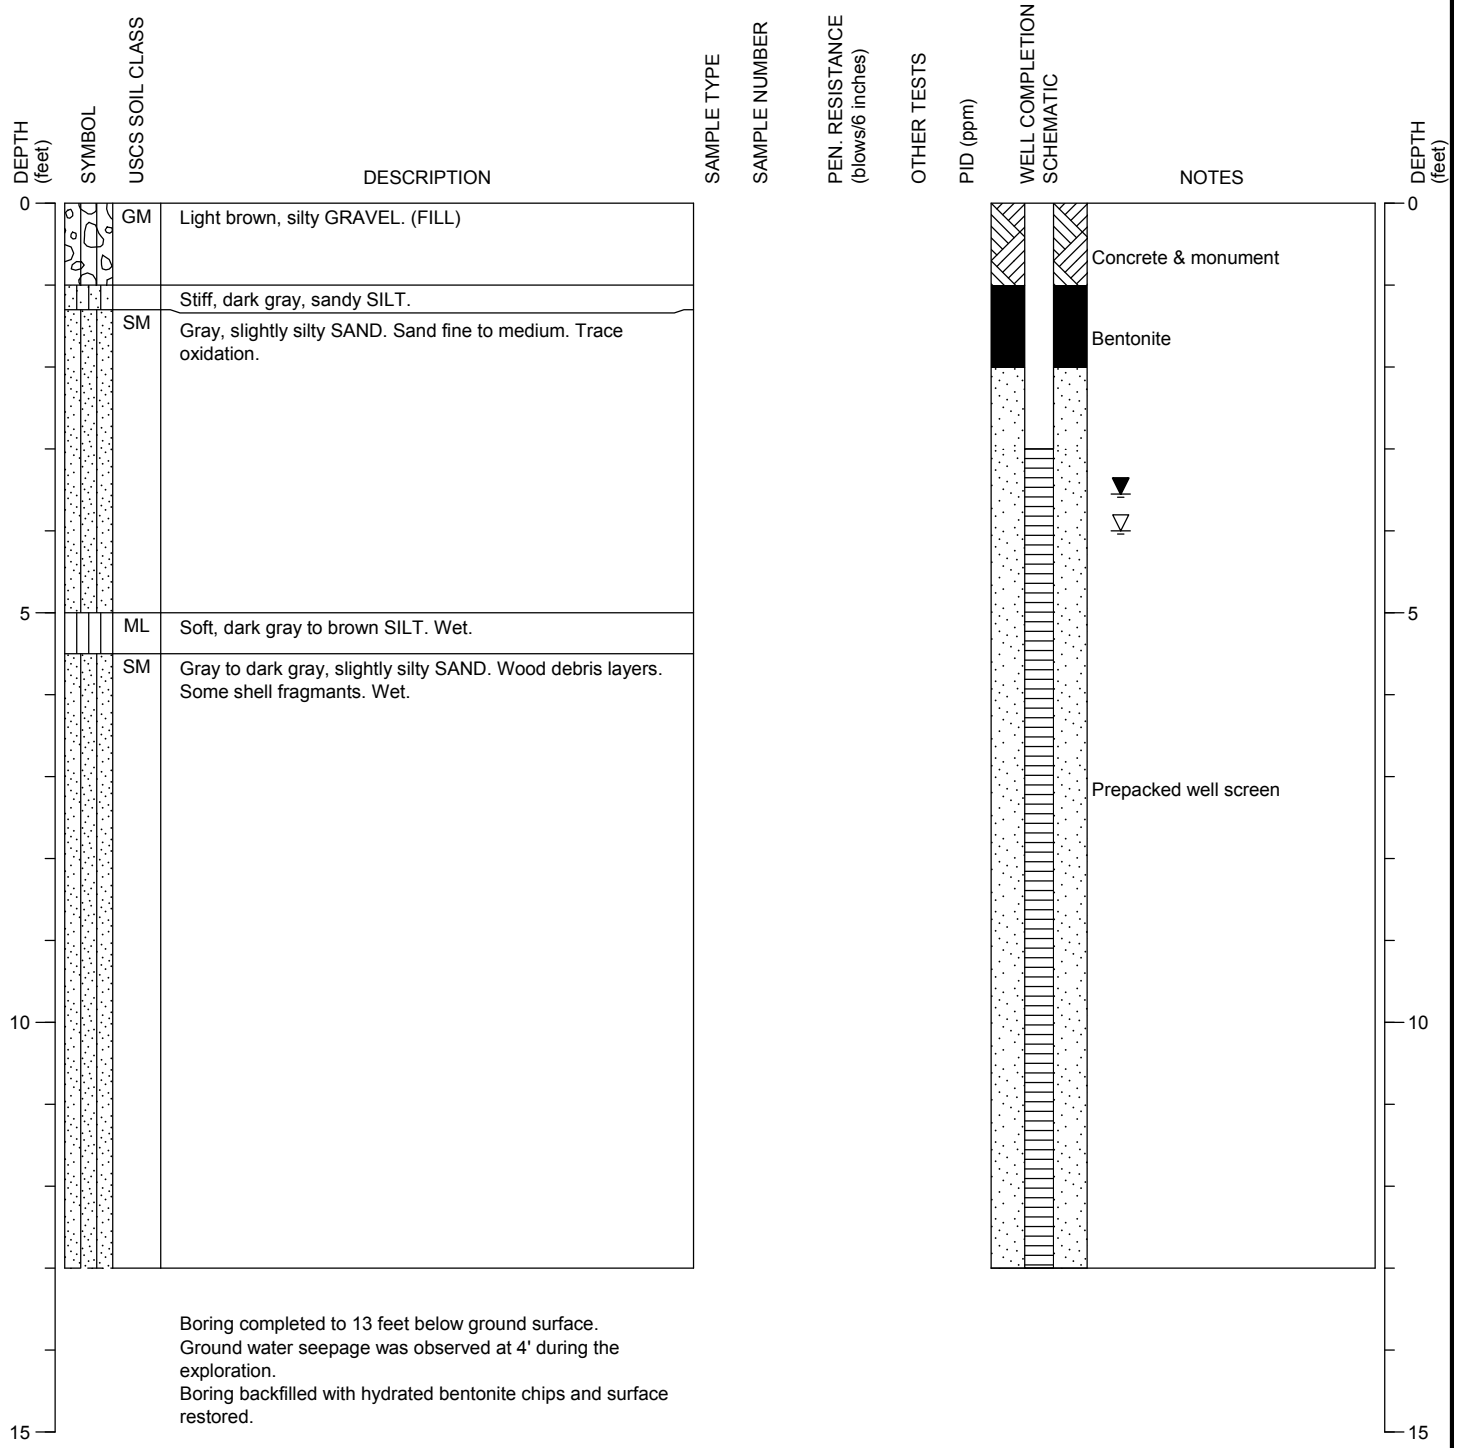 DEPTH
(feet)
SYMBOL
USCS SOIL CLASS
DESCRIPTION
SAMPLE TYPE
SAMPLE NUMBER
PEN. RESISTANCE
(blows/6 inches)
OTHER TESTS
PID (ppm)
WELL COMPLETION
SCHEMATIC
NOTES
DEPTH
(feet)
0
GM
Light brown, silty GRAVEL. (FILL)
0
Concrete & monument
Stiff, dark gray, sandy SILT.
SM
Gray, slightly silty SAND. Sand fine to medium. Trace
oxidation.
Bentonite
5
ML
Soft, dark gray to brown SILT. Wet.
5
SM
Gray to dark gray, slightly silty SAND. Wood debris layers.
Some shell fragmants. Wet.
Prepacked well screen
10
10
Boring completed to 13 feet below ground surface.
Ground water seepage was observed at 4' during the
exploration.
Boring backfilled with hydrated bentonite chips and surface
restored.
15
15